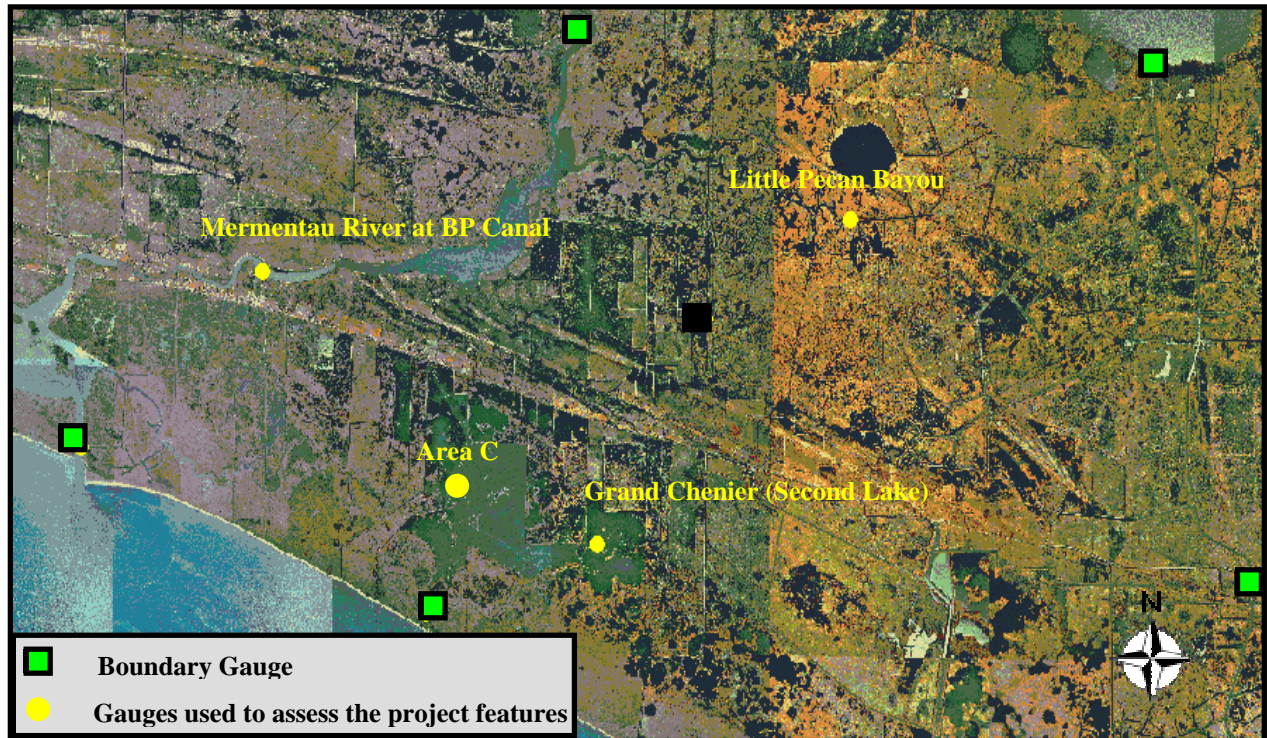 Little Pecan Bayou
Mermentau River at BP Canal
Area C
Grand Chenier (Second Lake)
N
Boundary Gauge
Gauges used to assess the project features